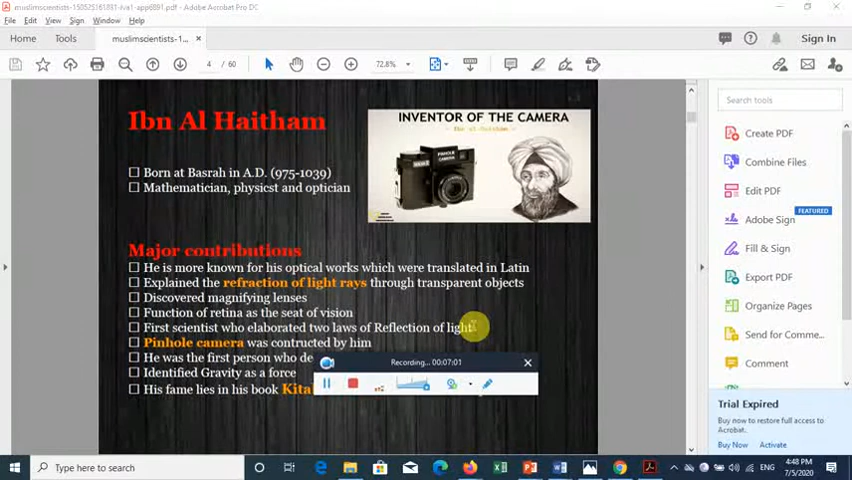 muslimscientists-150525161831-lva1-app6891.pdf - Adobe Acrobat Pro DC
File Edit View Sign Window Help
Home Tools muslimscientists-1... × Sign In
4 / 60 72.8%
Ibn Al Haitham
INVENTOR OF THE CAMERA
PINHOLE CAMERA
Born at Basrah in A.D. (975-1039)
Mathematician, physicst and optician
Major contributions
He is more known for his optical works which were translated in Latin
Explained the refraction of light rays through transparent objects
Discovered magnifying lenses
Function of retina as the seat of vision
First scientist who elaborated two laws of Reflection of light
Pinhole camera was contructed by him
He was the first person who de
Identified Gravity as a force
His fame lies in his book Kita
Recording... 00:07:01
Search tools
Create PDF
Combine Files
Edit PDF
FEATURED
Adobe Sign
Fill & Sign
Export PDF
Organize Pages
Send for Comme...
Comment
Trial Expired
Buy now to restore full access to
Acrobat.
Buy Now Activate
Type here to search
ENG
4:48 PM
7/5/2020